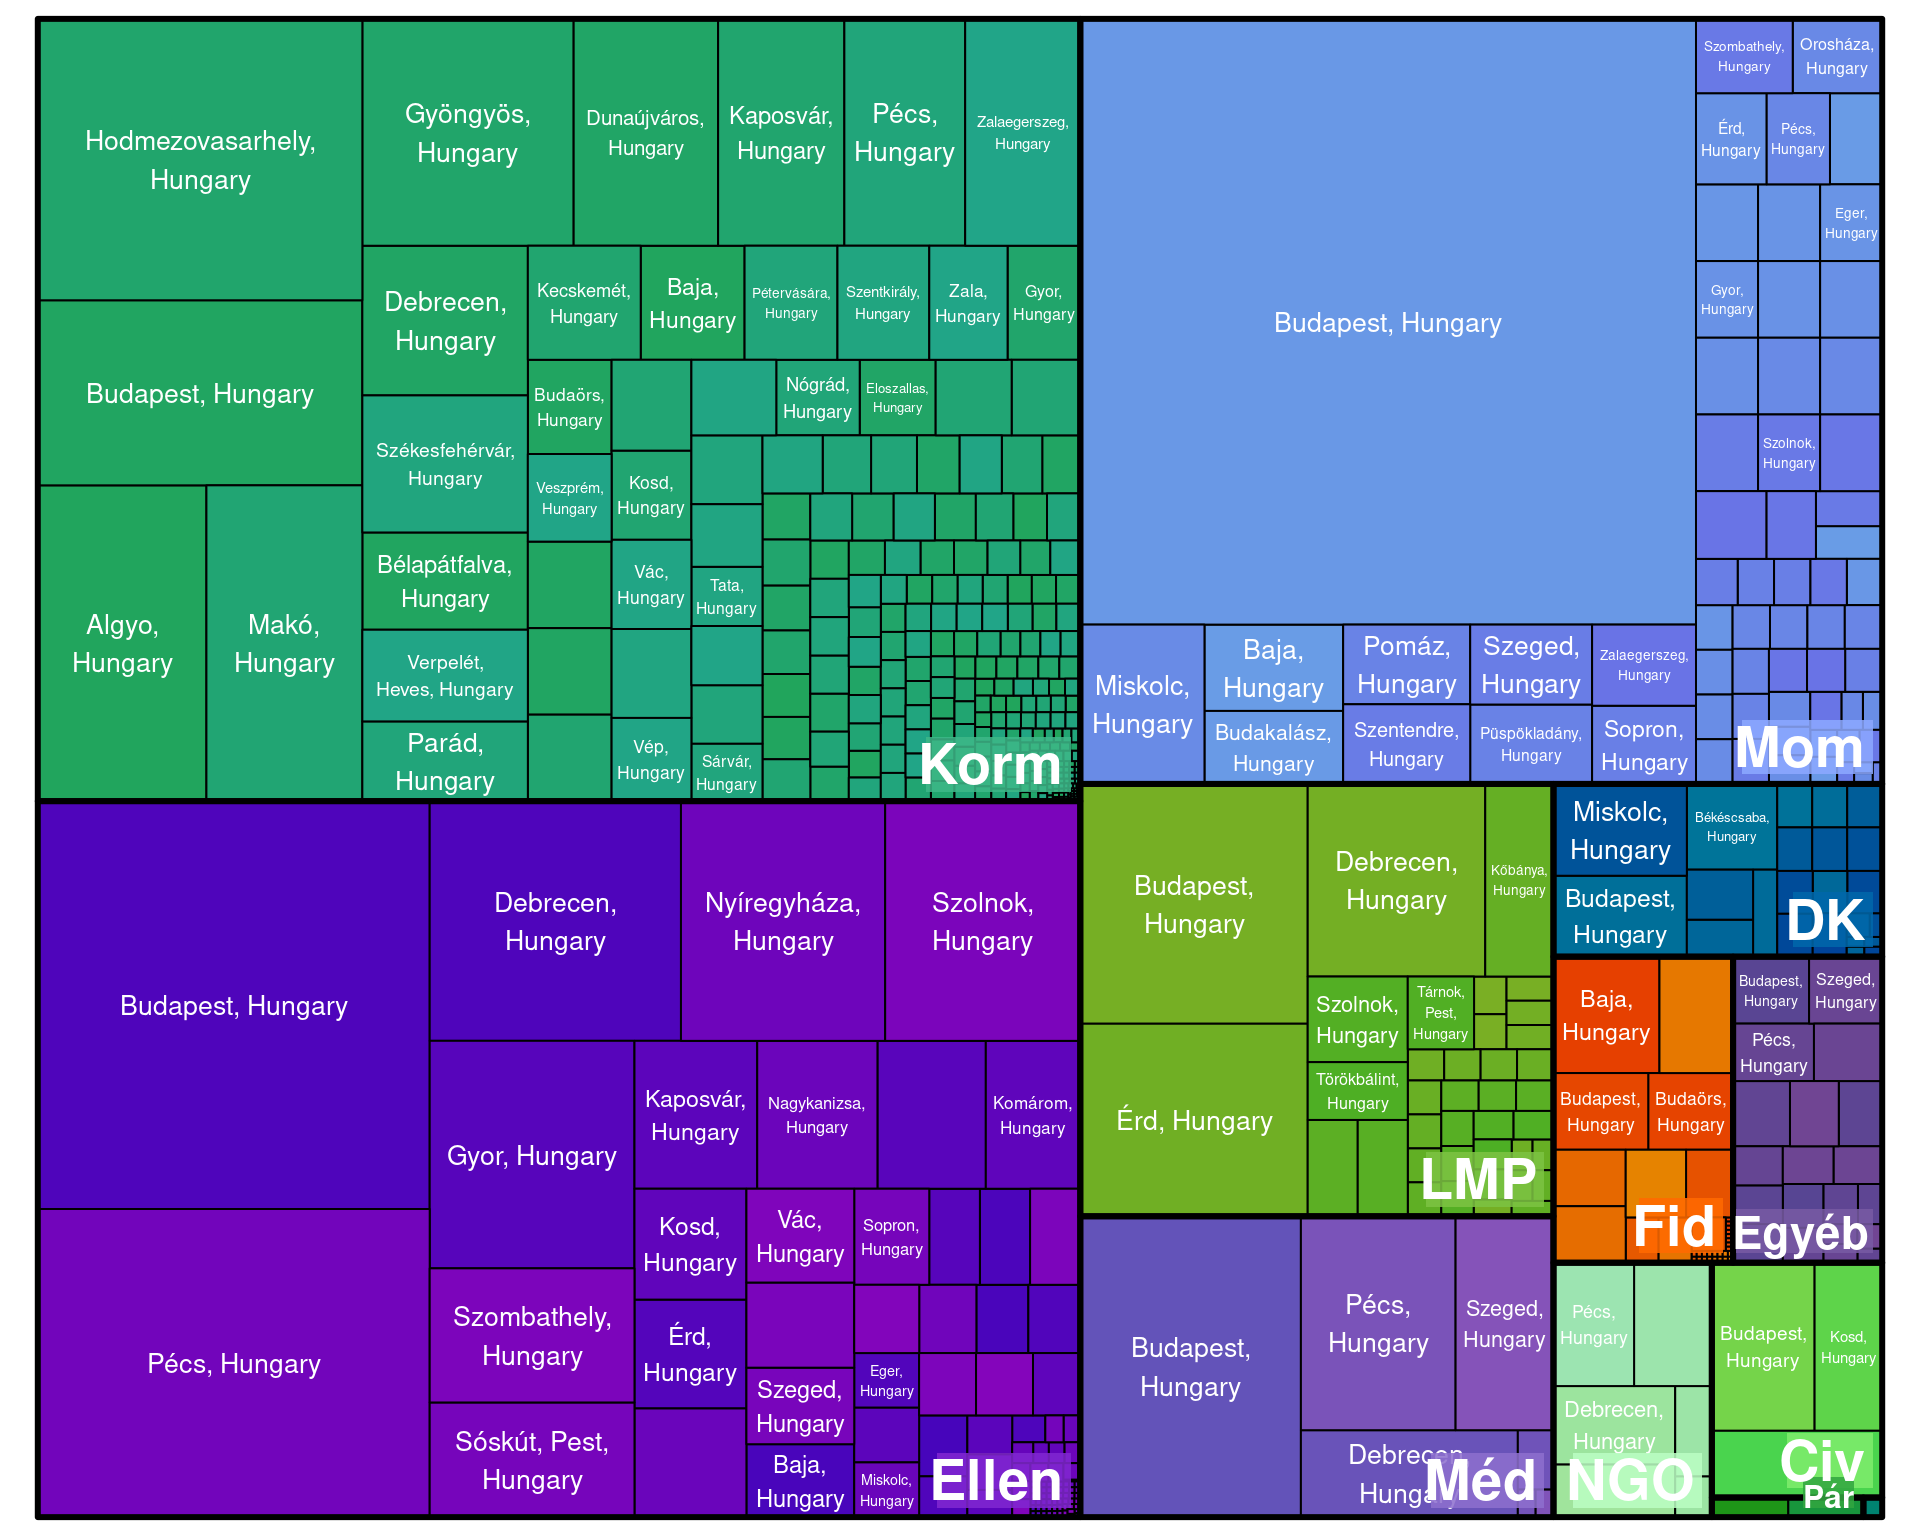 Hodmezovasarhely,
Hungary
Budapest, Hungary
Algyo,
Hungary
Makó,
Hungary
Gyöngyös,
Hungary
Dunaújváros,
Hungary
Kaposvár,
Hungary
Pécs,
Hungary
Zalaegerszeg,
Hungary
Debrecen,
Hungary
Székesfehérvár,
Hungary
Bélapátfalva,
Hungary
Verpelét,
Heves, Hungary
Parád,
Hungary
Kecskemét,
Hungary
Baja,
Hungary
Pétervására,
Hungary
Szentkirály,
Hungary
Zala,
Hungary
Gyor,
Hungary
Budaörs,
Hungary
Veszprém,
Hungary
Kosd,
Hungary
Vác,
Hungary
Vép,
Hungary
Nógrád,
Hungary
Eloszallas,
Hungary
Tata,
Hungary
Sárvár,
Hungary
Korm
Budapest, Hungary
Miskolc,
Hungary
Baja,
Hungary
Budakalász,
Hungary
Pomáz,
Hungary
Szentendre,
Hungary
Szeged,
Hungary
Püspökladány,
Hungary
Zalaegerszeg,
Hungary
Sopron,
Hungary
Szombathely,
Hungary
Orosháza,
Hungary
Érd,
Hungary
Pécs,
Hungary
Eger,
Hungary
Gyor,
Hungary
Szolnok,
Hungary
Mom
Budapest, Hungary
Pécs, Hungary
Debrecen,
Hungary
Nyíregyháza,
Hungary
Szolnok,
Hungary
Gyor, Hungary
Szombathely,
Hungary
Sóskút, Pest,
Hungary
Kaposvár,
Hungary
Nagykanizsa,
Hungary
Komárom,
Hungary
Kosd,
Hungary
Érd,
Hungary
Vác,
Hungary
Szeged,
Hungary
Baja,
Hungary
Sopron,
Hungary
Eger,
Hungary
Miskolc,
Hungary
Ellen
Budapest,
Hungary
Érd, Hungary
Debrecen,
Hungary
Kőbánya,
Hungary
Szolnok,
Hungary
Törökbálint,
Hungary
Tárnok,
Pest,
Hungary
LMP
Budapest,
Hungary
Pécs,
Hungary
Szeged,
Hungary
Debrecen,
Hungary
Méd
Miskolc,
Hungary
Budapest,
Hungary
Békéscsaba,
Hungary
DK
Baja,
Hungary
Budapest,
Hungary
Budaörs,
Hungary
Fid
Budapest,
Hungary
Szeged,
Hungary
Pécs,
Hungary
Egyéb
Pécs,
Hungary
Debrecen,
Hungary
NGO
Budapest,
Hungary
Kosd,
Hungary
Civ
Pár